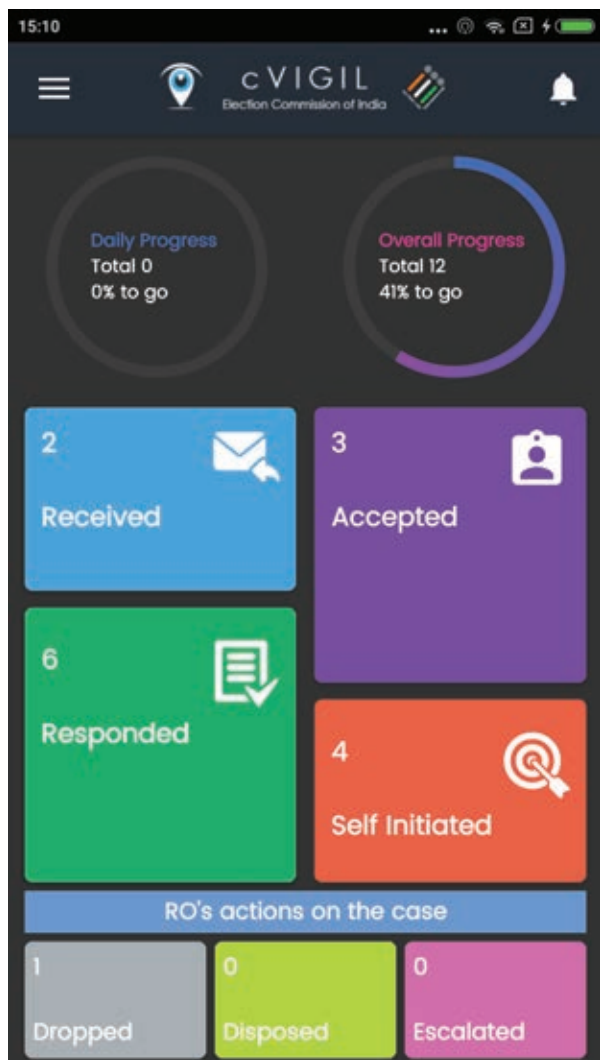 15:10
cVIGIL
Election Commission of India
Daily Progress
Total 0
0% to go
Overall Progress
Total 12
41% to go
2
Received
3
Accepted
6
Responded
4
Self Initiated
RO's actions on the case
1
Dropped
0
Disposed
0
Escalated